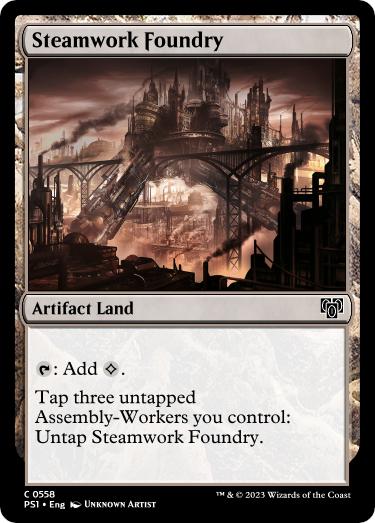 Steamwork Foundry
Artifact Land
: Add .
Tap three untapped
Assembly-Workers you control:
Untap Steamwork Foundry.
C 0558
PS1 • Eng Unknown Artist
™ & © 2023 Wizards of the Coast